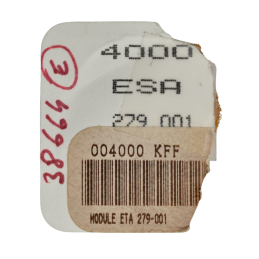 4000
ESA
279 001
38664 E
004000 KFF
MODULE ETA 279-001